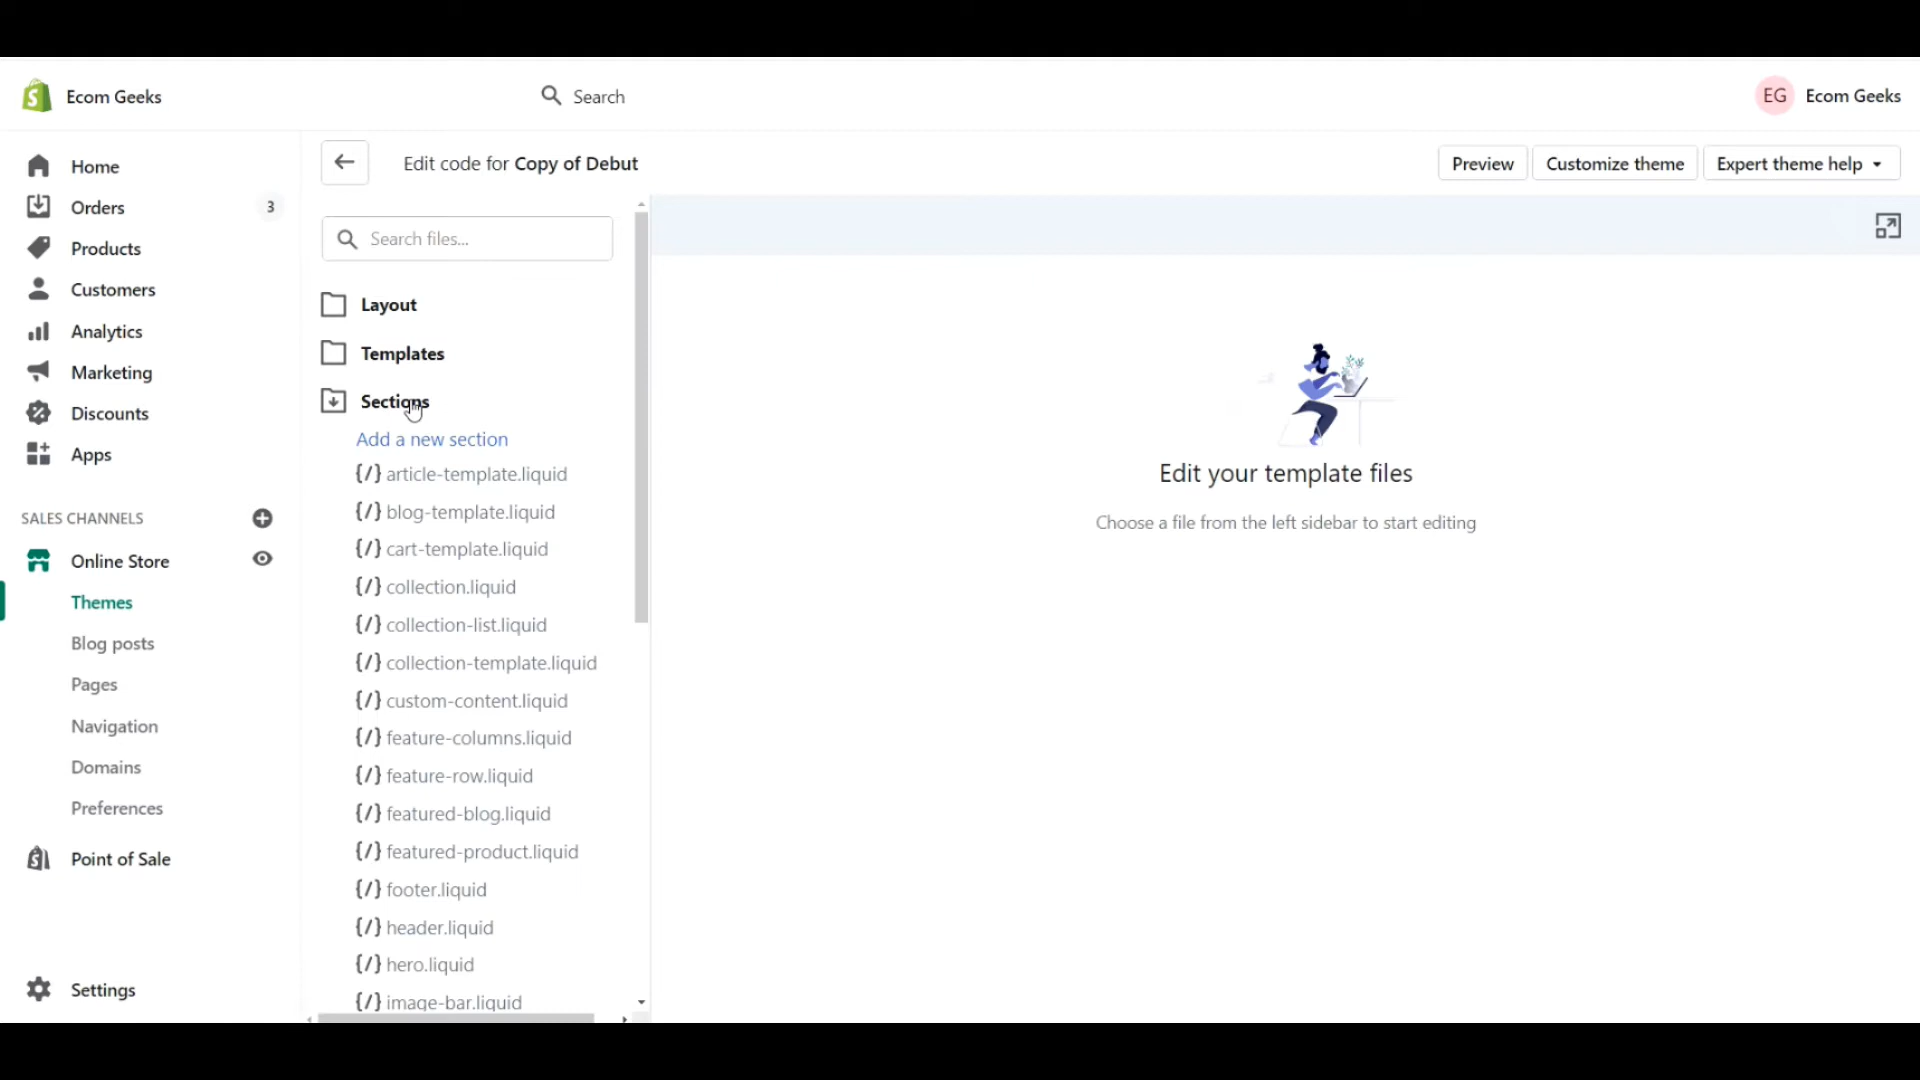 Ecom Geeks
Search
EG Ecom Geeks
Home
Orders 3
Products
Customers
Analytics
Marketing
Discounts
Apps
SALES CHANNELS
Online Store
Themes
Blog posts
Pages
Navigation
Domains
Preferences
Point of Sale
Settings
Edit code for Copy of Debut
Preview
Customize theme
Expert theme help
Search files...
Layout
Templates
Sections
Add a new section
{/} article-template.liquid
{/} blog-template.liquid
{/} cart-template.liquid
{/} collection.liquid
{/} collection-list.liquid
{/} collection-template.liquid
{/} custom-content.liquid
{/} feature-columns.liquid
{/} feature-row.liquid
{/} featured-blog.liquid
{/} featured-product.liquid
{/} footer.liquid
{/} header.liquid
{/} hero.liquid
{/} image-bar.liquid
Edit your template files
Choose a file from the left sidebar to start editing